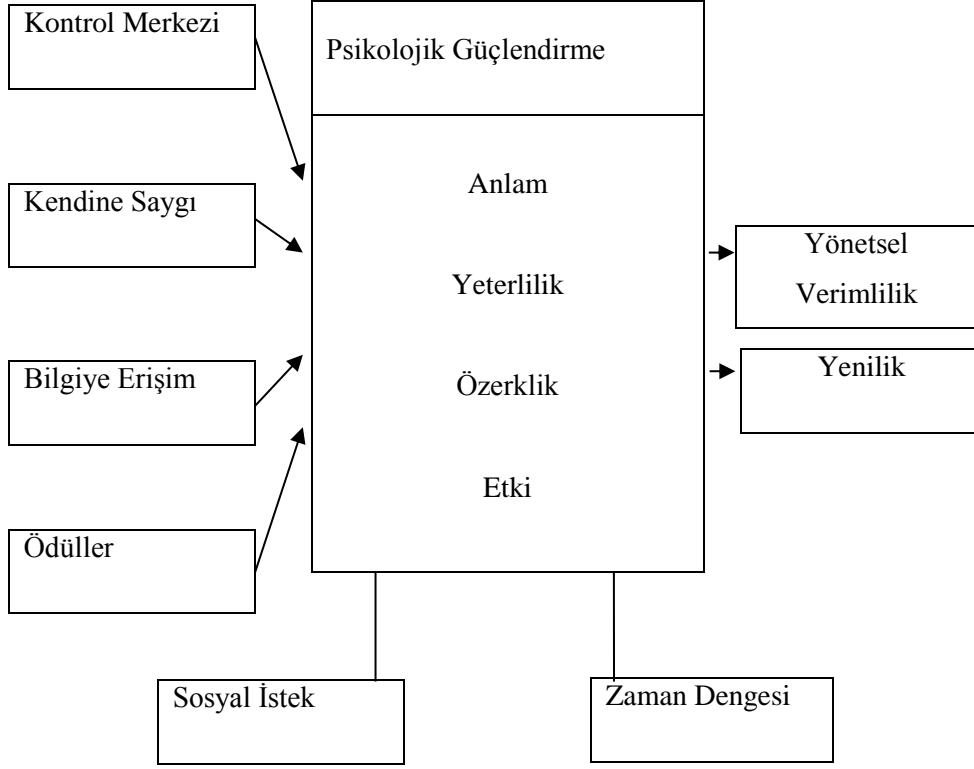 Kontrol Merkezi
Kendine Saygı
Bilgiye Erişim
Ödüller
Psikolojik Güçlendirme
Anlam
Yeterlilik
Özerklik
Etki
Yönetsel
Verimlilik
Yenilik
Sosyal İstek
Zaman Dengesi